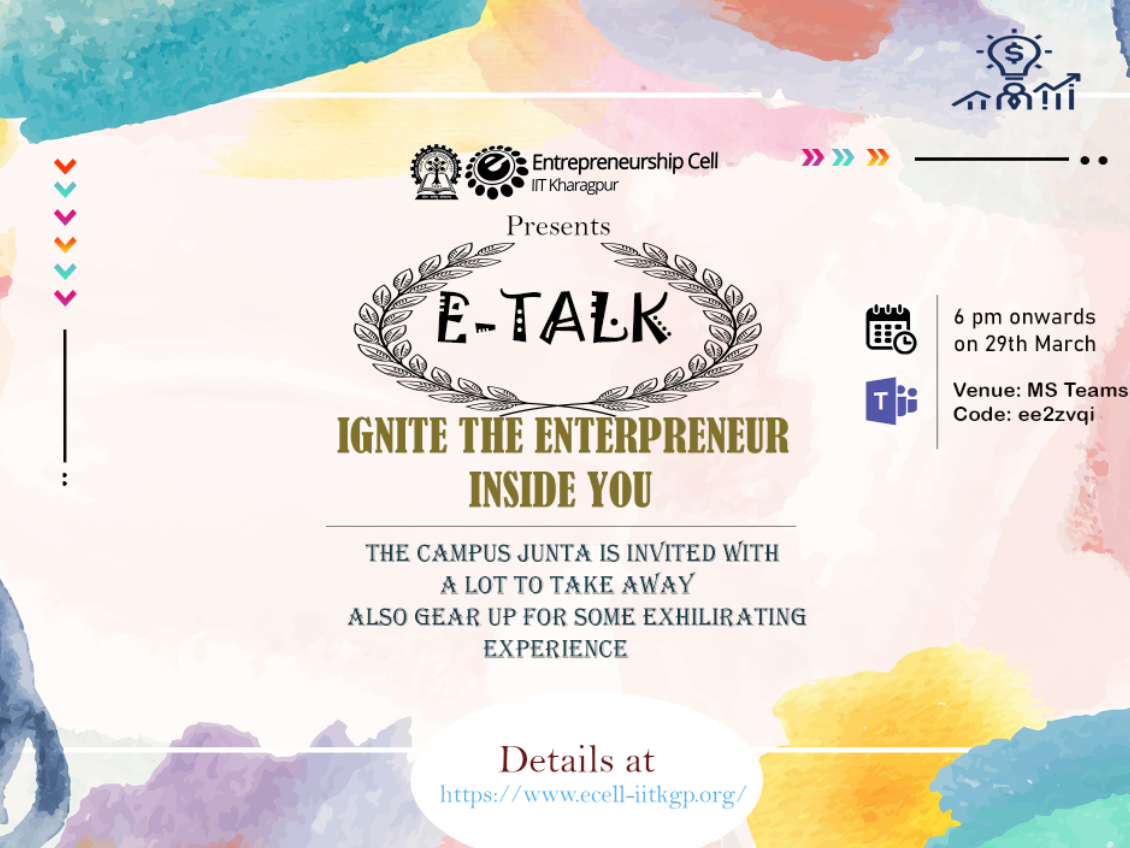 Entrepreneurship Cell
IIT Kharagpur
Presents
E-TALK
IGNITE THE ENTERPRENEUR
INSIDE YOU
THE CAMPUS JUNTA IS INVITED WITH
A LOT TO TAKE AWAY
ALSO GEAR UP FOR SOME EXHILIRATING
EXPERIENCE
6 pm onwards
on 29th March
Venue: MS Teams
Code: ee2zvqi
Details at
https://www.ecell-iitkgp.org/